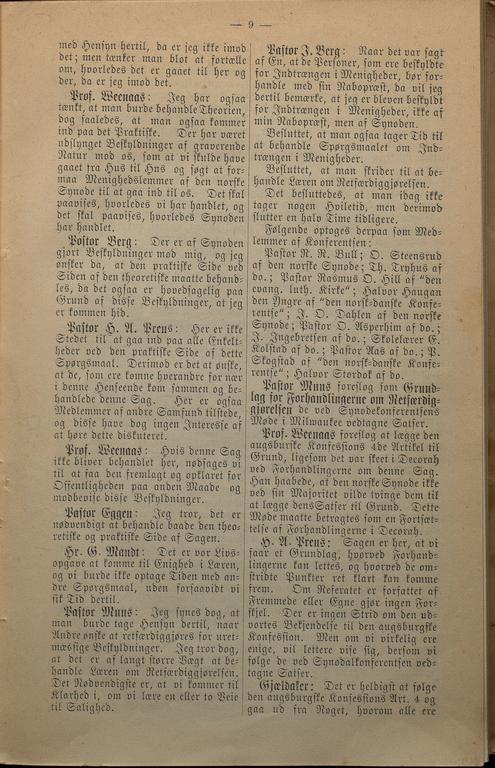 — 9 —
med Hensyn hertil, da er jeg ikke imod
det; men tænker man blot at fortælle
om, hvorledes det er gaaet til her og
der, da er jeg imod det.
Prof. Weenaas: Jeg har ogsaa
tænkt, at man burde behandle Theorien,
dog saaledes, at man ogsaa kommer
ind paa det Praktiske. Der har været
udslynget Beskyldninger af graverende
Natur mod os, som at vi skulde have
gaaet fra Hus til Hus og søgt at for-
maa Menighedslemmer af den norske
Synode til at gaa ind til os. Det skal
paavises, hvorledes vi har handlet, og
det skal paavises, hvorledes Synoden
har handlet.
Postor Berg: Der er af Synoden
gjort Beskyldninger mod mig, og jeg
ønsker da, at den praktiske Side ved
Siden af den theoretiske maatte behand-
les, da det ogsaa er hovedsagelig paa
Grund af disse Beskyldninger, at jeg
er kommen hid.
Pastor H. A. Preus: Her er ikke
Stedet til at gaa ind paa alle Enkelt-
heder ved den praktiske Side af dette
Spørgsmaal. Derimod er det at ønske,
at de, som ere komne hverandre for nær
i denne Henseende kom sammen og be-
handlede denne Sag. Her er ogsaa
Medlemmer af andre Samfund tilstede,
og disse have dog ingen Interesse af
at høre dette diskuteret.
Prof. Weenaas: Hvis denne Sag
ikke bliver behandlet her, nødsages vi
til at faa den fremlagt og opklaret for
Offentligheden paa anden Maade og
modbevise disse Beskyldninger.
Pastor Eggen: Jeg tror, det er
nødvendigt at behandle baade den theo-
retiske og praktiske Side af Sagen.
Hr. G. Mandt: Det er vor Livs-
opgave at komme til Enighed i Læren,
og vi burde ikke optage Tiden med an-
dre Spørgsmaal, uden forsaavidt vi
fik Tid dertil.
Pastor Muus: Jeg synes dog, at
man burde tage Hensyn dertil, naar
Andre ønske at retfærdiggjøres for uret-
mæssige Beskyldninger. Jeg tror dog,
at det er af langt større Vægt at be-
handle Læren om Retfærdiggjørelsen.
Det Nødvendigste er, at vi kommer til
Klarhed i, om vi lære en eller to Veie
til Salighed.
Pastor J. Berg: Naar det var sagt
af En, at de Personer, som ere beskyldte
for Indtrængen i Menigheder, bør for-
handle med sin Nabopræst, da vil jeg
dertil bemærke, at jeg er bleven beskyldt
for Indtrængen i Menigheder, ikke af
min Nabopræst, men af Synoden.
Besluttet, at man ogsaa tager Tid til
at behandle Spørgsmaalet om Ind-
trængen i Menigheder.
Besluttet, at man skrider til at be-
handle Læren om Retfærdiggjørelsen.
Det besluttedes, at man idag ikke
tager nogen Hviletid, men derimod
slutter en halv Time tidligere.
Følgende optoges derpaa som Med-
lemmer af Konferentsen:
Pastor R. R. Bull; O. Steensrud
af den norske Synode; Th. Tryhus af
do.; Pastor Rasmus O. Hill af "den
evang. luth. Kirke"; Halvor Haugan
den Yngre af "den norsk-danske Konfe-
rentse"; J. O. Dahlen af den norske
Synode; Pastor O. Asperheim af do.;
J. Ingebretsen af do.; Skolelærer E.
Kolstad af do.; Pastor Aas af do.; P.
Skogstad af "den norsk-danske Konfe-
rentse"; Halvor Stordok af do.
Pastor Muus foreslog som Grund-
lag for Forhandlingerne om Retfærdig-
gjørelsen de ved Synodekonferentsens
Møde i Milwaukee vedtagne Satser.
Prof. Weenaas foreslog at lægge den
augsburgske Konfessions 4de Artikel til
Grund, ligesom det var skeet i Decorah
ved Forhandlingerne om denne Sag.
Han haabede, at den norske Synode ikke
ved sin Majoritet vilde tvinge dem til
at lægge dens Satser til Grund. Dette
Møde maatte betragtes som en Fortsæt-
telse af Forhandlingerne i Decorah.
H. A. Preus: Sagen er her, at vi
faar et Grundlag, hvorved Forhand-
lingerne kan lettes, og hvorved de om-
stridte Punkter ret klart kan komme
frem. Om Referatet er forfattet af
Fremmede eller Egne gjør ingen For-
skjel. Der er ingen Strid om den ud-
vortes Bekjendelse til den augsburgske
Konfession. Men om vi virkelig ere
enige, vil lettere vise sig, dersom vi
følge de ved Synodalkonferentsen ved-
tagne Satser.
Gjældaker: Det er heldigst at følge
den augsburgske Konfessions Art. 4 og
gaa ud fra Noget, hvorom alle ere